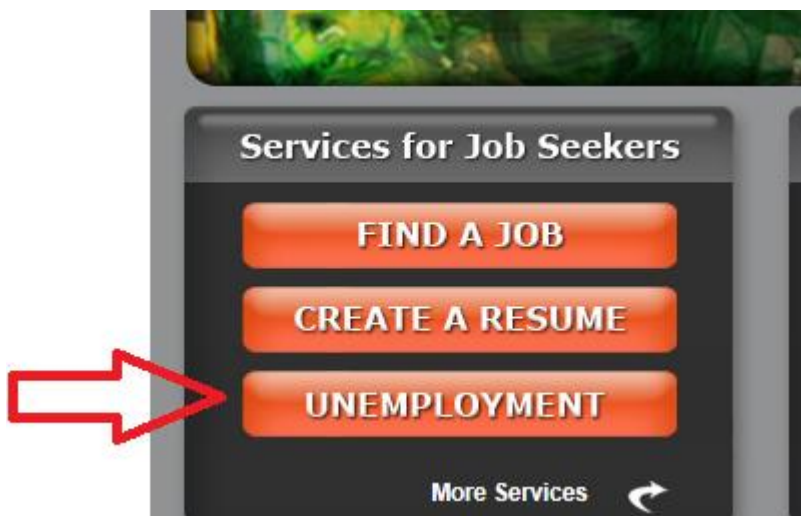 Services for Job Seekers
FIND A JOB
CREATE A RESUME
UNEMPLOYMENT
More Services